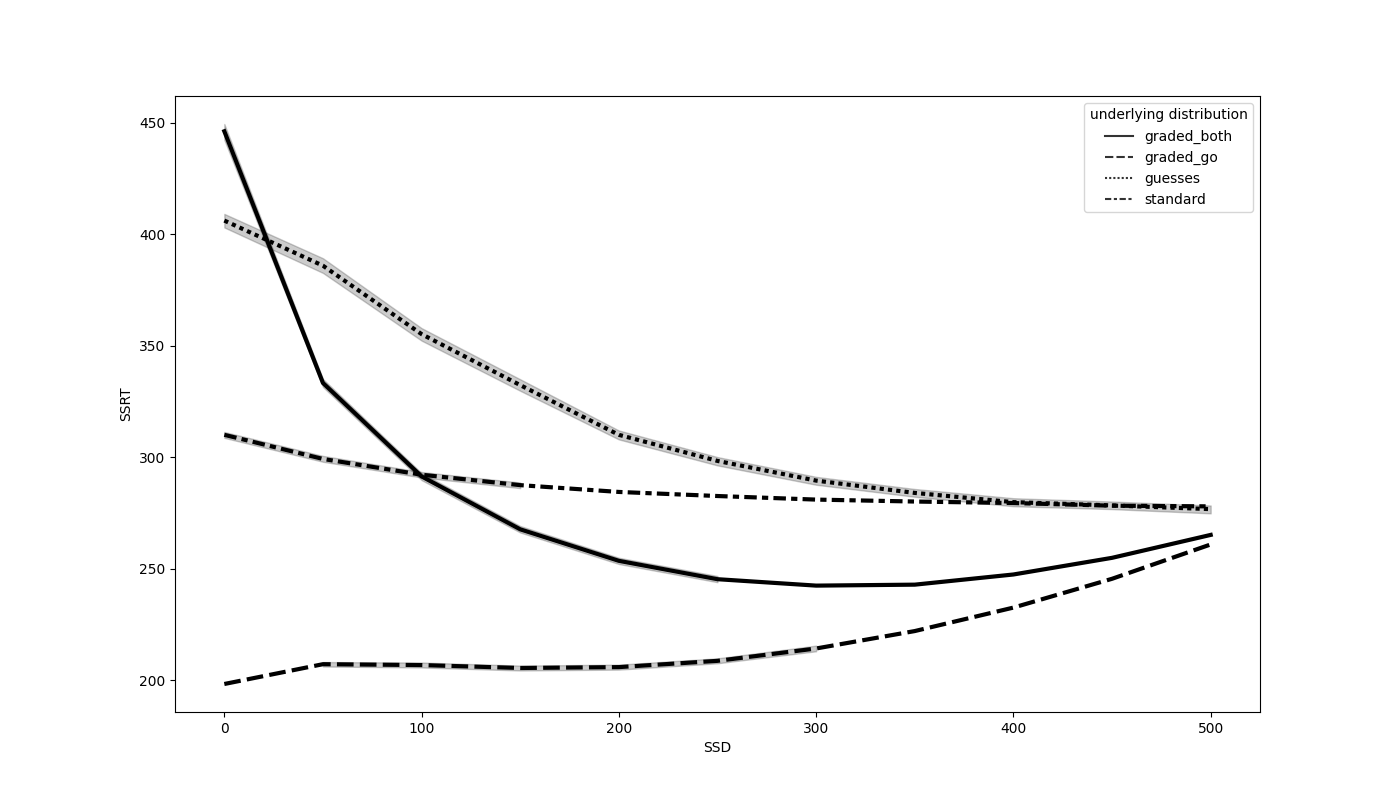 underlying distribution
graded_both
graded_go
guesses
standard
450
400
350
300
250
200
SSRT
0 100 200 300 400 500
SSD